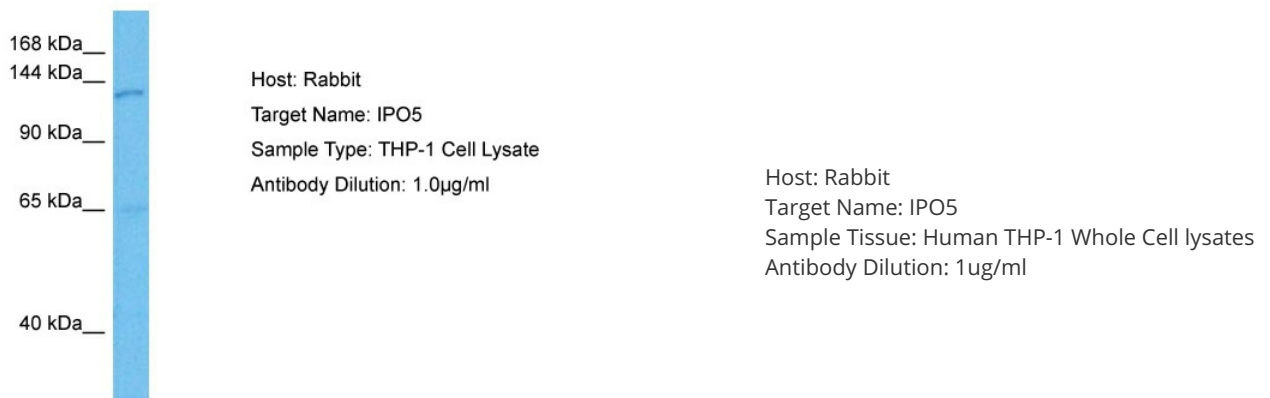 168 kDa__
144 kDa__
90 kDa__
65 kDa__
40 kDa__
Host: Rabbit
Target Name: IPO5
Sample Type: THP-1 Cell Lysate
Antibody Dilution: 1.0µg/ml
Host: Rabbit
Target Name: IPO5
Sample Tissue: Human THP-1 Whole Cell lysates
Antibody Dilution: 1ug/ml